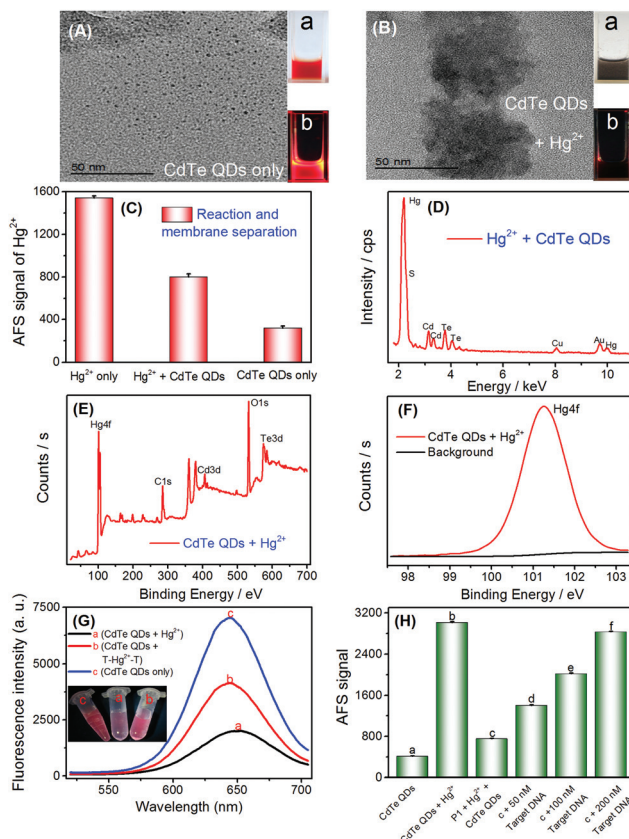 (A)
a
b
50 nm
CdTe QDs only
(B)
a
b
CdTe QDs
+ Hg²⁺
50 nm
AFS signal of Hg²⁺
1600
1200
800
400
0
(C)
Reaction and
membrane separation
Hg²⁺ only
Hg²⁺ + CdTe QDs
CdTe QDs only
Intensity / cps
(D)
Hg²⁺ + CdTe QDs
Hg
S
Cd
Cd
Te
Te
Cu
Au
Hg
2
4
6
8
10
Energy / keV
Counts / s
(E)
Hg4f
C1s
Cd3d
O1s
Te3d
CdTe QDs + Hg²⁺
100
200
300
400
500
600
700
Binding Energy / eV
Counts / s
(F)
Hg4f
CdTe QDs + Hg²⁺
Background
98
99
100
101
102
103
Binding Energy / eV
Fluorescence intensity (a. u.)
7500
5000
2500
0
(G)
a (CdTe QDs + Hg²⁺)
b (CdTe QDs +
T-Hg²⁺-T)
c (CdTe QDs only)
c
b
a
c
a
b
550
600
650
700
Wavelength (nm)
AFS signal
3200
2400
1600
800
0
(H)
a
b
c
d
e
f
CdTe QDs
CdTe QDs + Hg²⁺
P1 + Hg²⁺ +
CdTe QDs
c + 50 nM
Target DNA
c +100 nM
Target DNA
c + 200 nM
Target DNA